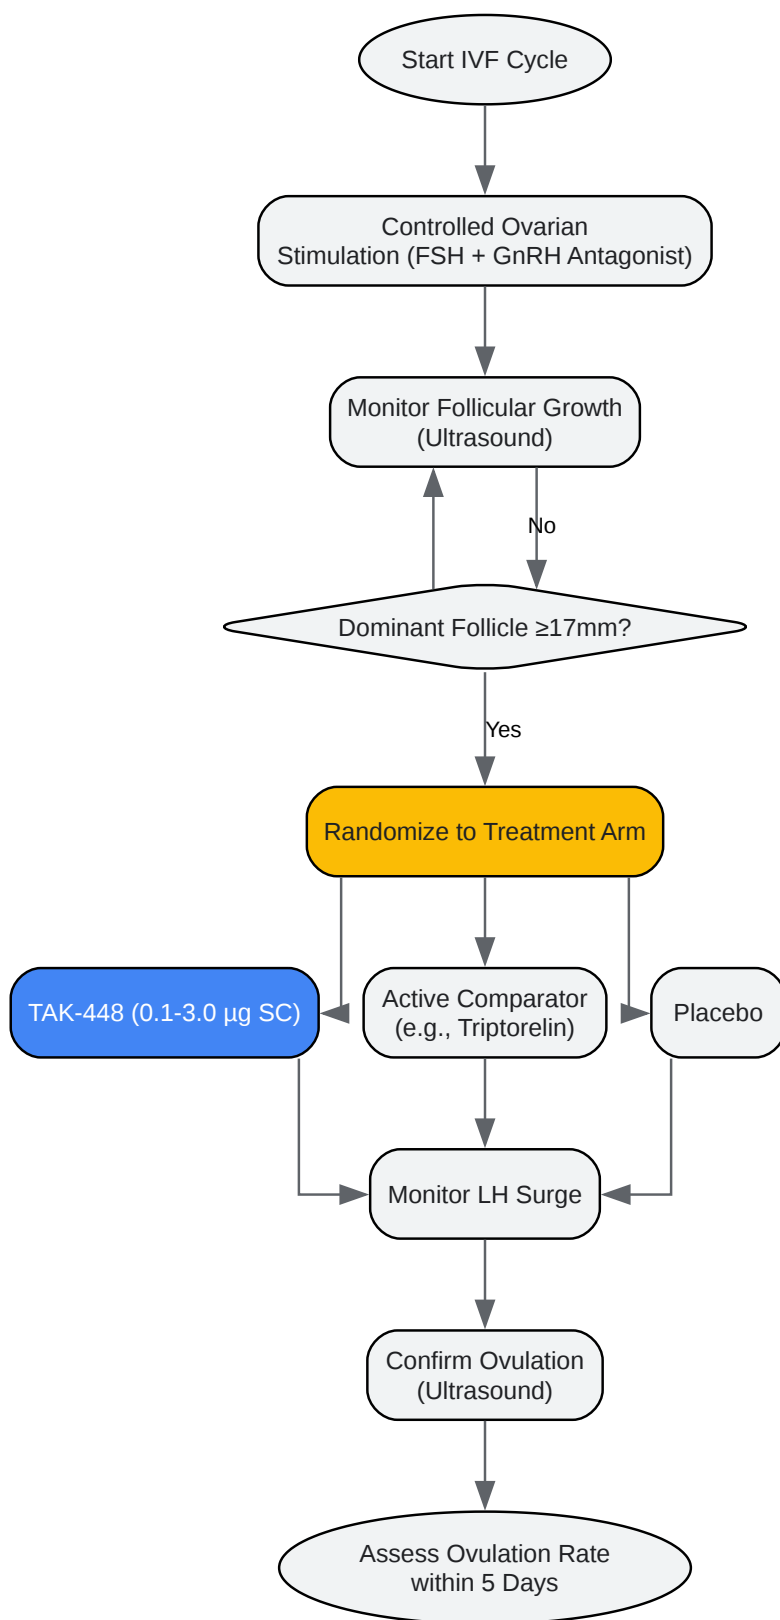 Start IVF Cycle
Controlled Ovarian
Stimulation (FSH + GnRH Antagonist)
Monitor Follicular Growth
(Ultrasound)
No
Dominant Follicle ≥17mm?
Yes
Randomize to Treatment Arm
TAK-448 (0.1-3.0 µg SC)
Active Comparator
(e.g., Triptorelin)
Placebo
Monitor LH Surge
Confirm Ovulation
(Ultrasound)
Assess Ovulation Rate
within 5 Days